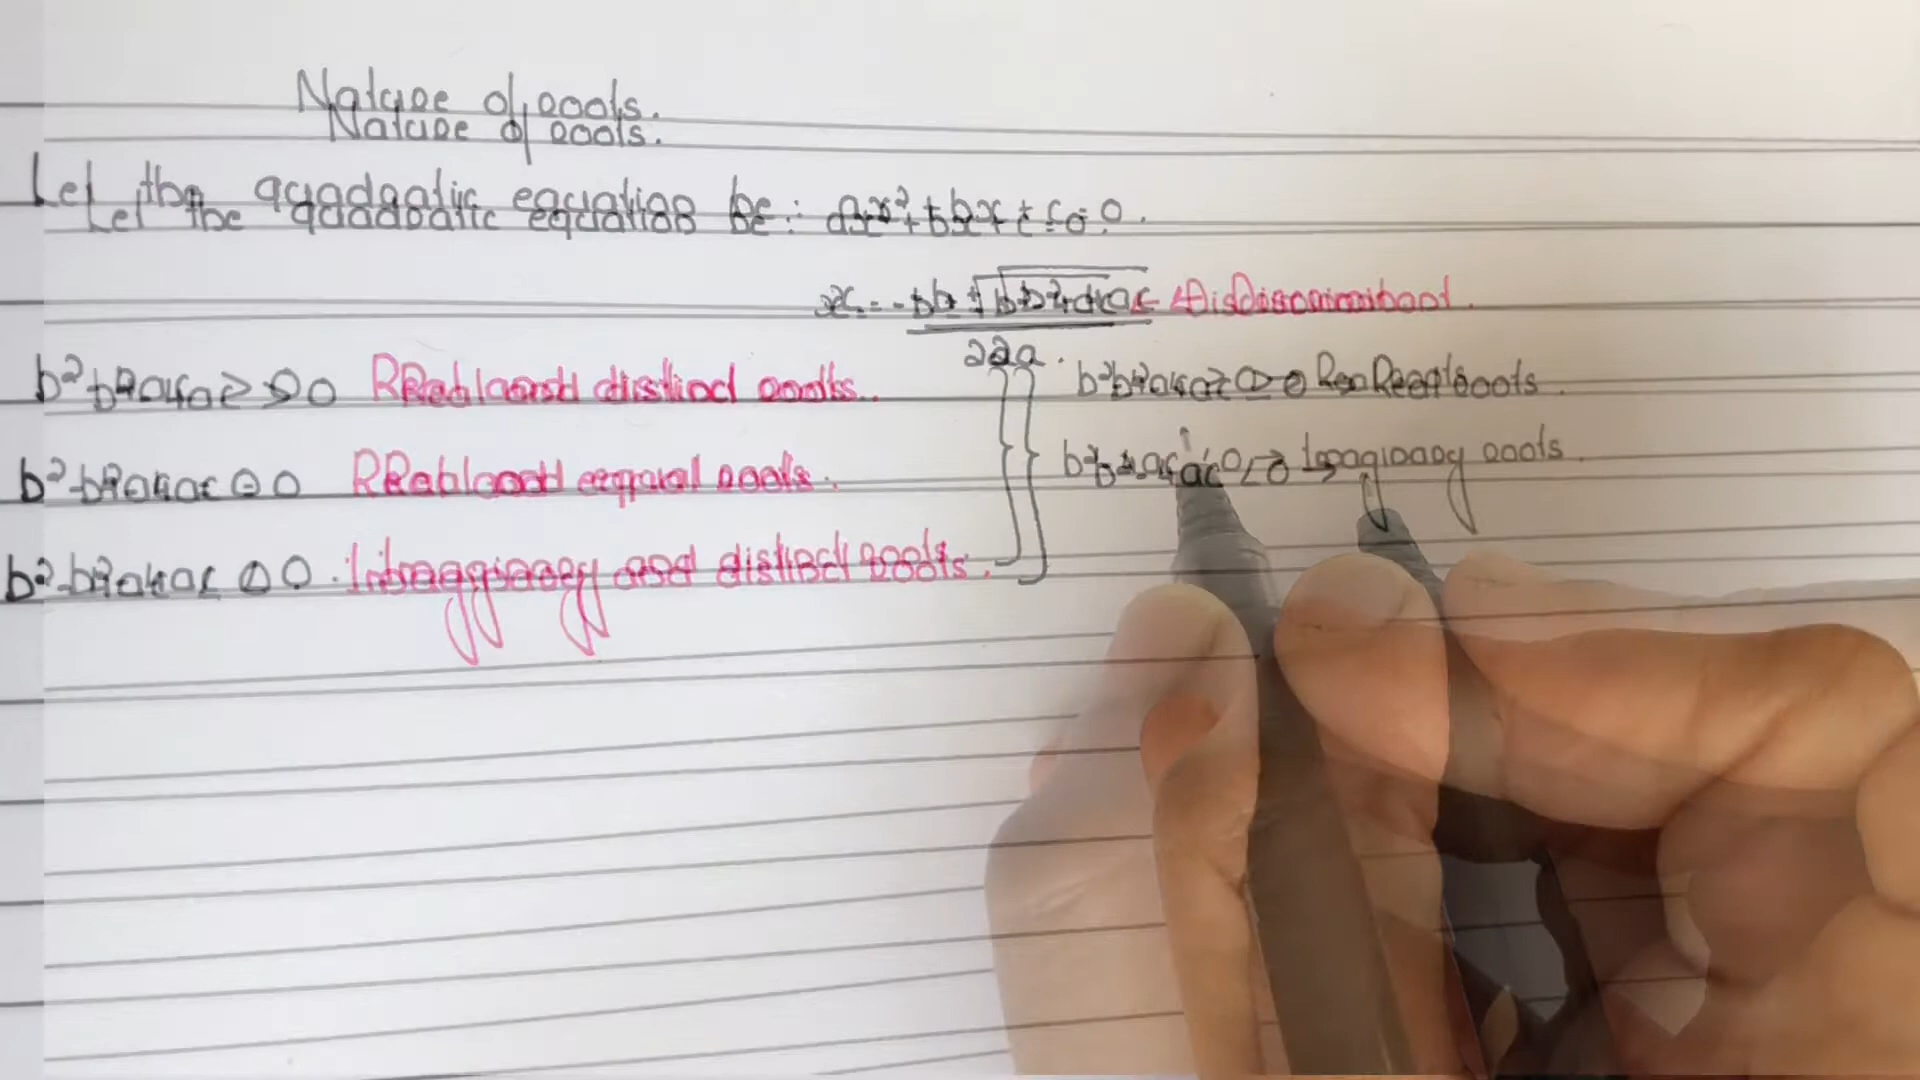 Nature of roots.
Let the quadratic equation be: ax²+bx+c=0.
x = -b±√b²-4ac
2a
Discriminant.
b²-4ac > 0 Real and distinct roots.
b²-4ac = 0 Real and equal roots.
b²-4ac < 0 Imaginary and distinct roots.
b²-4ac ≥ 0 → Real roots.
b²-4ac < 0 → Imaginary roots.